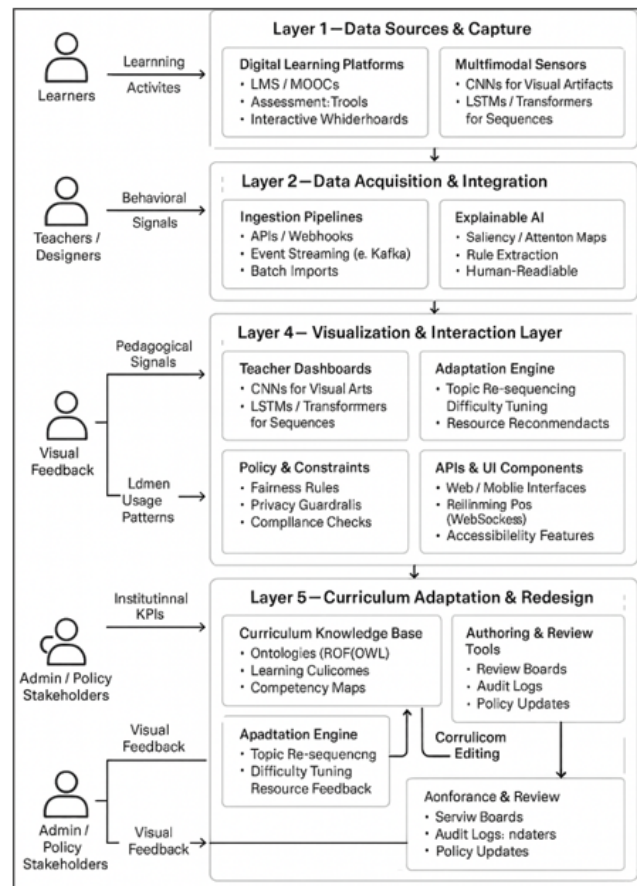 Layer 1—Data Sources & Capture
Learners
Learnning
Activites
Digital Learning Platforms
• LMS / MOOCs
• Assessment: Trools
• Interactive Whiderhoards
Multfimodal Sensors
• CNNs for Visual Artifacts
• LSTMs / Transformers
for Sequences
Layer 2—Data Acquisition & Integration
Teachers /
Designers
Behavioral
Signals
Ingestion Pipelines
• APIs / Webhooks
• Event Streaming (e. Kafka)
• Batch Imports
Explainable AI
• Saliency / Attenton Maps
• Rule Extraction
• Human-Readiable
Layer 4— Visualization & Interaction Layer
Pedagogical
Signals
Visual
Feedback
Ldmen
Usage
Patterns
Teacher Dashboards
• CNNs for Visual Arts
• LSTMs / Transforrmers
for Sequences
Adaptation Engine
• Topic Re-sequencing
Difficulty Tuning
• Resource Recommendacts
Policy & Constraints
• Fairness Rules
• Privacy Guardralis
• Compllance Checks
APIs & UI Components
• Web / Moblie Interfaces
• Reilinming Pos
(WebSockess)
• Accessibilelity Features
Layer 5—Curriculum Adaptation & Redesign
Institutinnal
KPIs
Admin / Policy
Stakeholders
Curriculum Knowledge Base
• Ontologies (ROF(OWL)
• Learning Culicomes
• Competency Maps
Authoring & Review
Tools
• Review Boards
• Audit Logs
• Policy Updates
Visual
Feedback
Apadtation Engine
• Topic Re-sequencng
• Difficulty Tuning
Resource Feedback
Corrulicom
Editing
Admin /
Policy
Stakeholders
Visual
Feedback
Aonforance & Review
• Serviw Boards
• Audit Logs: ndaters
• Policy Updates